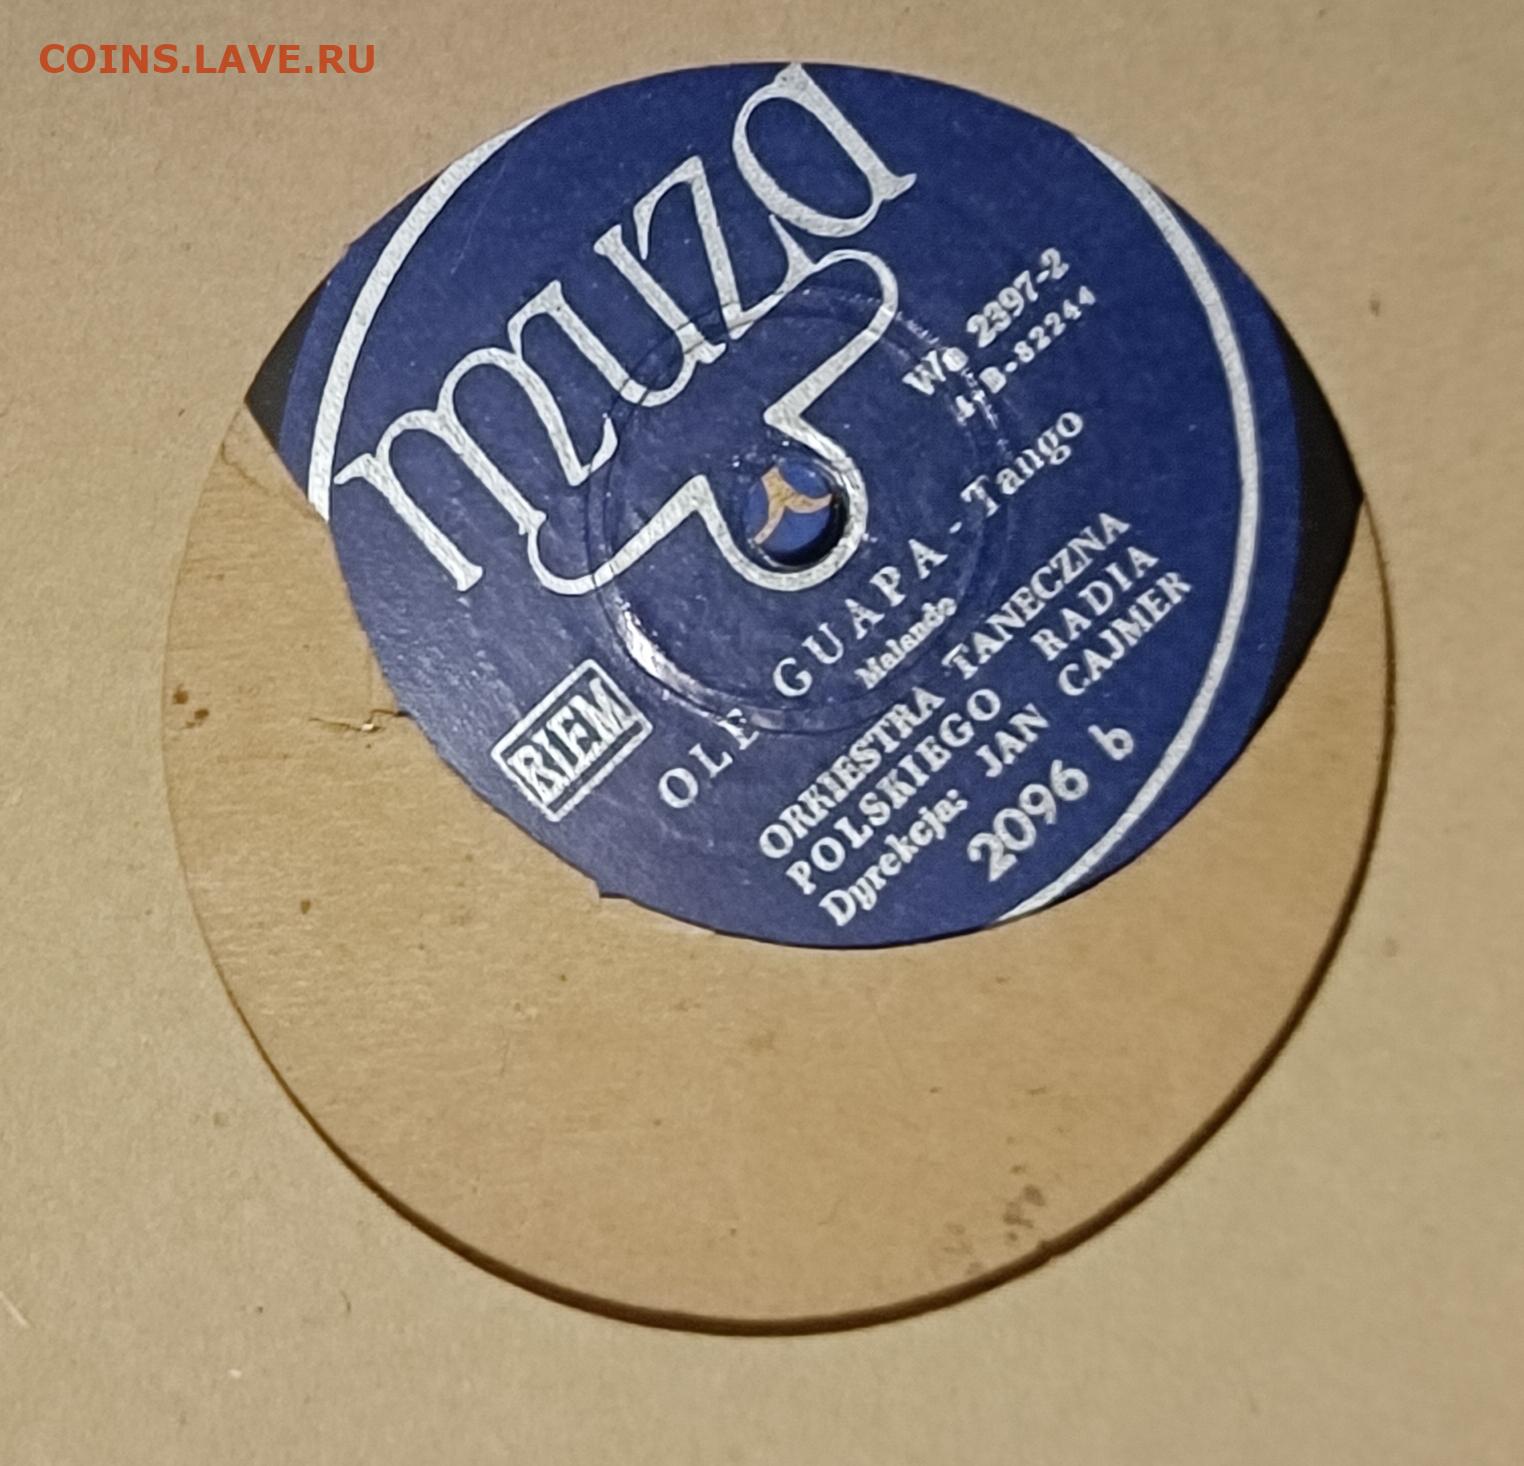 COINS.LAVE.RU
muza
Wa 2397-2
4-D-82244
OLE GUAPA - Tango
Malando
BIEM
ORKIESTRA TANECZNA
POLSKIEGO RADIA
Dyrekcja: JAN CAJMER
2096 b